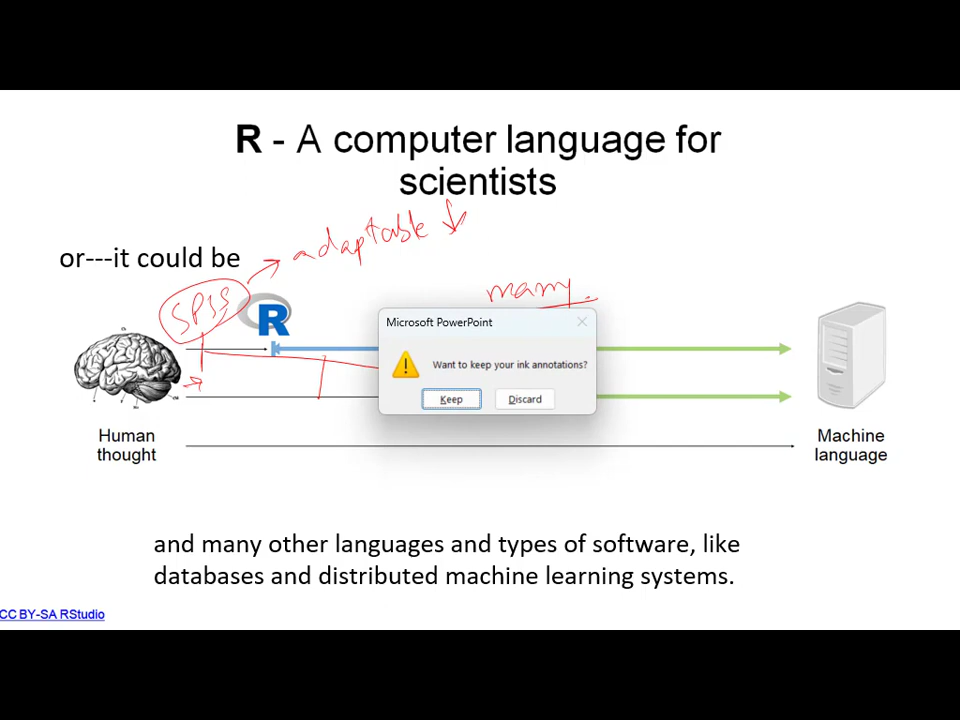 R - A computer language for
scientists
adaptable
or---it could be
SPSS
many
R
Microsoft PowerPoint
Want to keep your ink annotations?
Keep
Discard
Human
thought
Machine
language
and many other languages and types of software, like
databases and distributed machine learning systems.
CC BY-SA RStudio